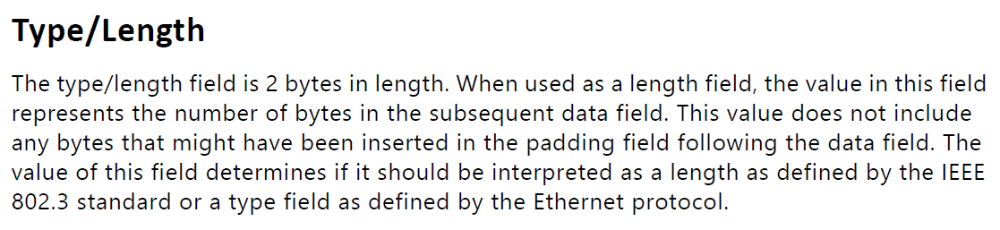 Type/Length
The type/length field is 2 bytes in length. When used as a length field, the value in this field
represents the number of bytes in the subsequent data field. This value does not include
any bytes that might have been inserted in the padding field following the data field. The
value of this field determines if it should be interpreted as a length as defined by the IEEE
802.3 standard or a type field as defined by the Ethernet protocol.